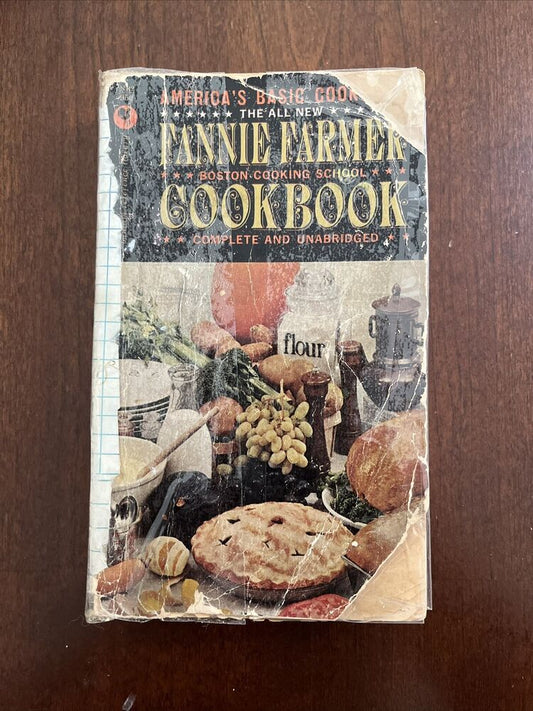 AMERICA'S BASIC COOK
THE ALL NEW
FANNIE FARMER
BOSTON COOKING SCHOOL
COOKBOOK
COMPLETE AND UNABRIDGED
flour